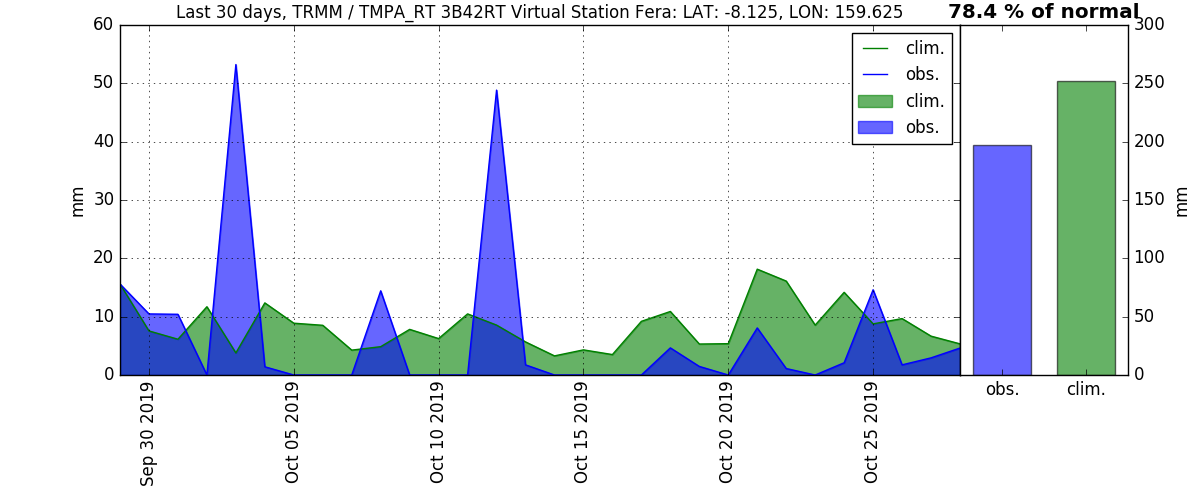 Last 30 days, TRMM / TMPA_RT 3B42RT Virtual Station Fera: LAT: -8.125, LON: 159.625
78.4 % of normal
60
50
40
30
20
10
0
mm
clim.
obs.
clim.
obs.
Sep 30 2019
Oct 05 2019
Oct 10 2019
Oct 15 2019
Oct 20 2019
Oct 25 2019
300
250
200
150
100
50
0
mm
obs.
clim.